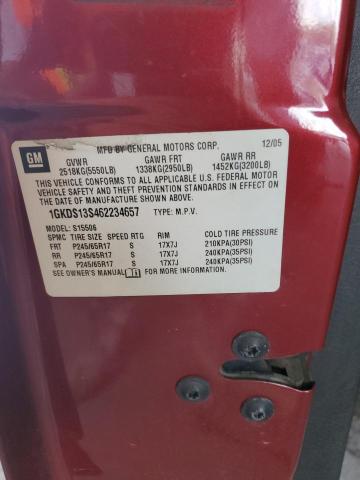 GM
MFD BY GENERAL MOTORS CORP. 12/05
GVWR GAWR FRT GAWR RR
2518KG(5550LB) 1338KG(2950LB) 1452KG(3200LB)
THIS VEHICLE CONFORMS TO ALL APPLICABLE U.S. FEDERAL MOTOR
VEHICLE SAFETY AND THEFT PREVENTION STANDARDS IN EFFECT ON
THE DATE OF MANUFACTURE SHOWN ABOVE.
1GKDS13S462234657 TYPE: M.P.V.
MODEL: S15506
SPMC TIRE SIZE SPEED RTG RIM COLD TIRE PRESSURE
FRT P245/65R17 S 17X7J 210KPA(30PSI)
RR P245/65R17 S 17X7J 240KPA(35PSI)
SPA P245/65R17 S 17X7J 240KPA(35PSI)
SEE OWNER'S MANUAL FOR ADDITIONAL INFORMATION